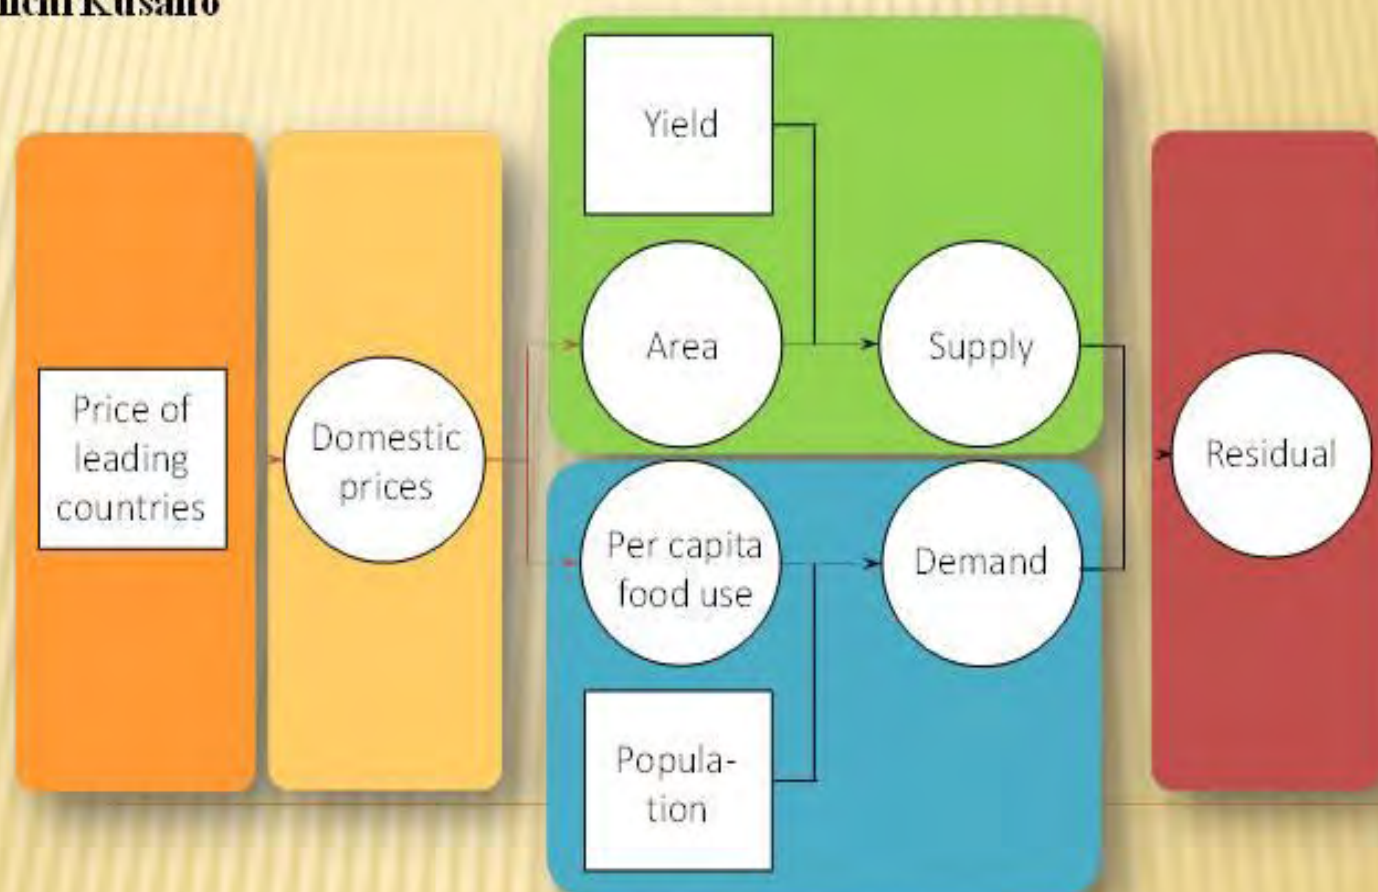 Yield
Area
Supply
Price of
leading
countries
Domestic
prices
Residual
Per capita
food use
Demand
Popula-
tion